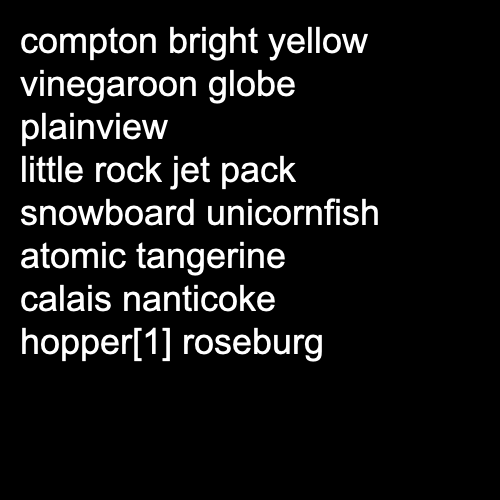 compton bright yellow
vinegaroon globe
plainview
little rock jet pack
snowboard unicornfish
atomic tangerine
calais nanticoke
hopper[1] roseburg